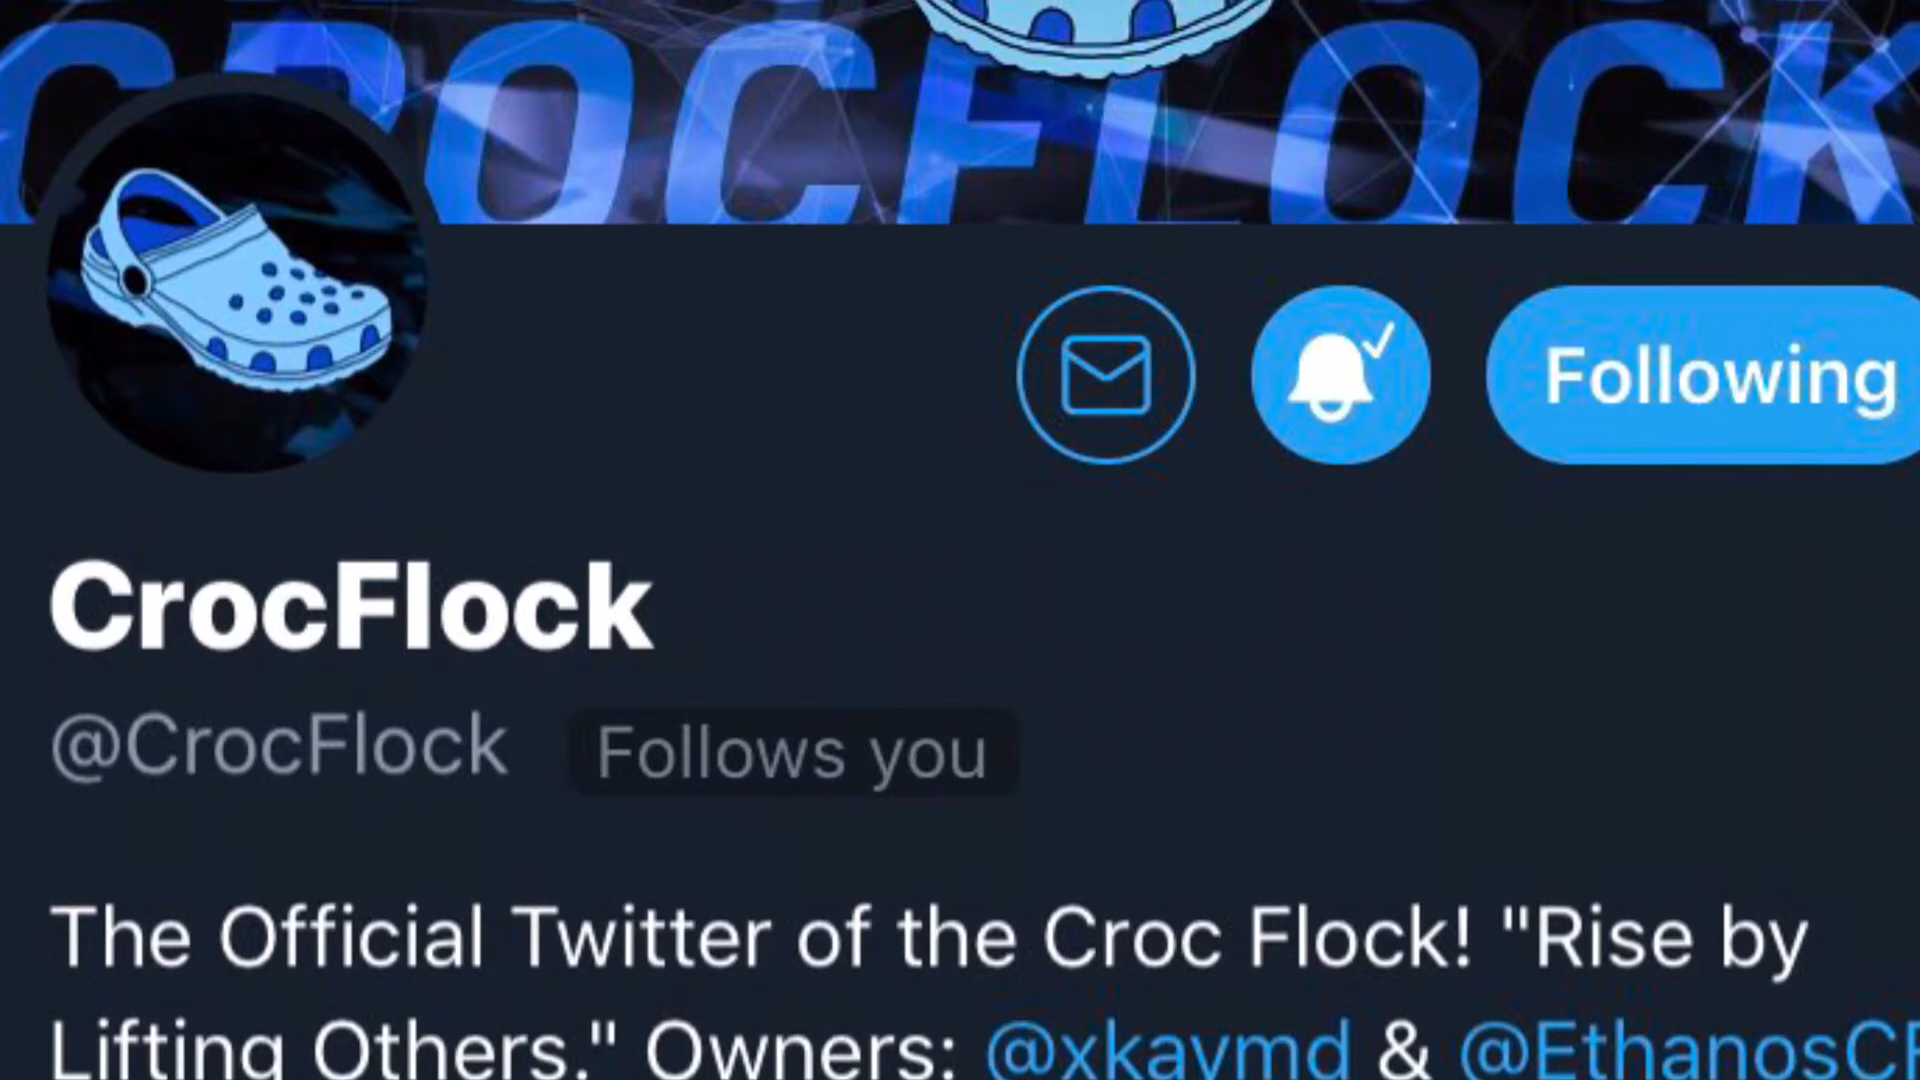 CROCFLOCK
Following
CrocFlock
@CrocFlock Follows you
The Official Twitter of the Croc Flock! "Rise by
Lifting Others." Owners: @xkaymd &